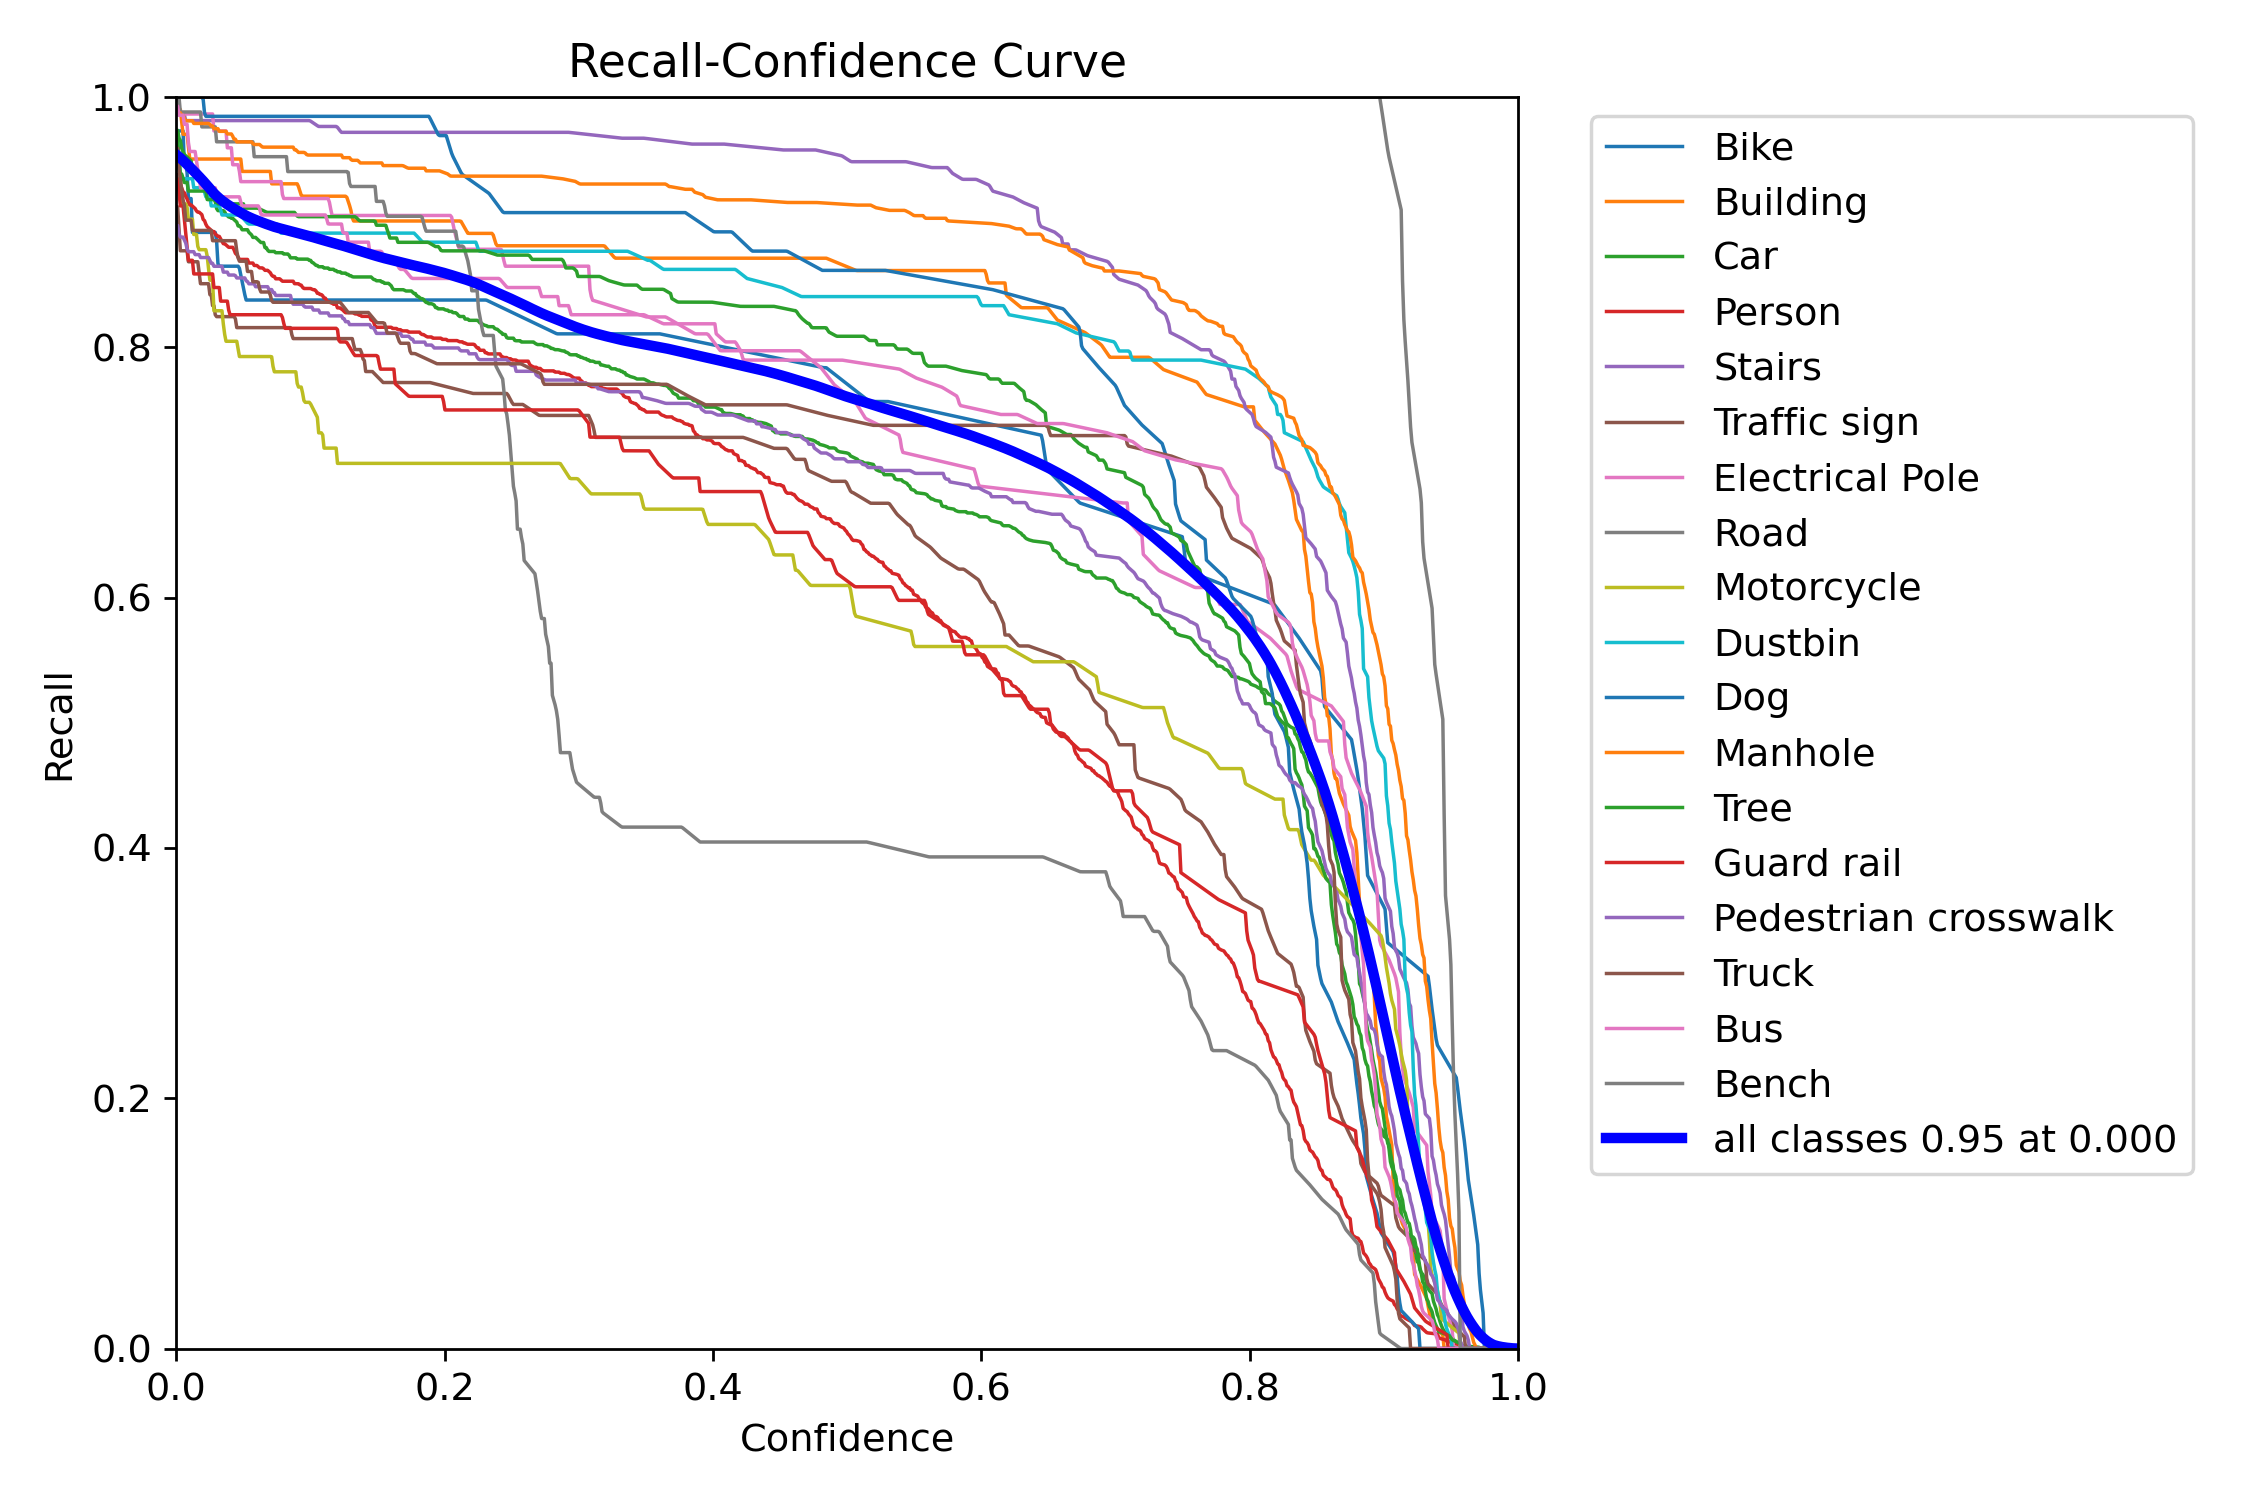 Recall-Confidence Curve
1.0
0.8
0.6
0.4
0.2
0.0
Recall
0.0 0.2 0.4 0.6 0.8 1.0
Confidence
Bike
Building
Car
Person
Stairs
Traffic sign
Electrical Pole
Road
Motorcycle
Dustbin
Dog
Manhole
Tree
Guard rail
Pedestrian crosswalk
Truck
Bus
Bench
all classes 0.95 at 0.000